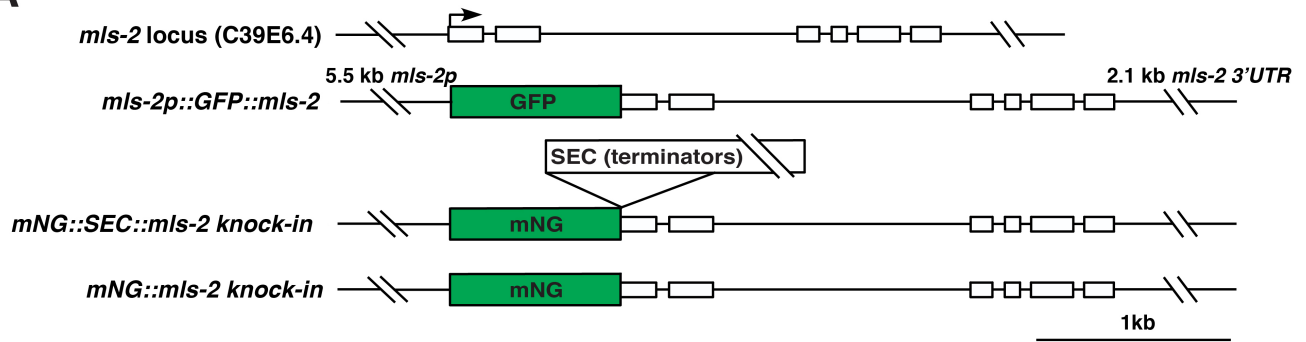 A
mls-2 locus (C39E6.4)
5.5 kb mls-2p 2.1 kb mls-2 3'UTR
mls-2p::GFP::mls-2 GFP
SEC (terminators)
mNG::SEC::mls-2 knock-in mNG
mNG::mls-2 knock-in mNG
1kb